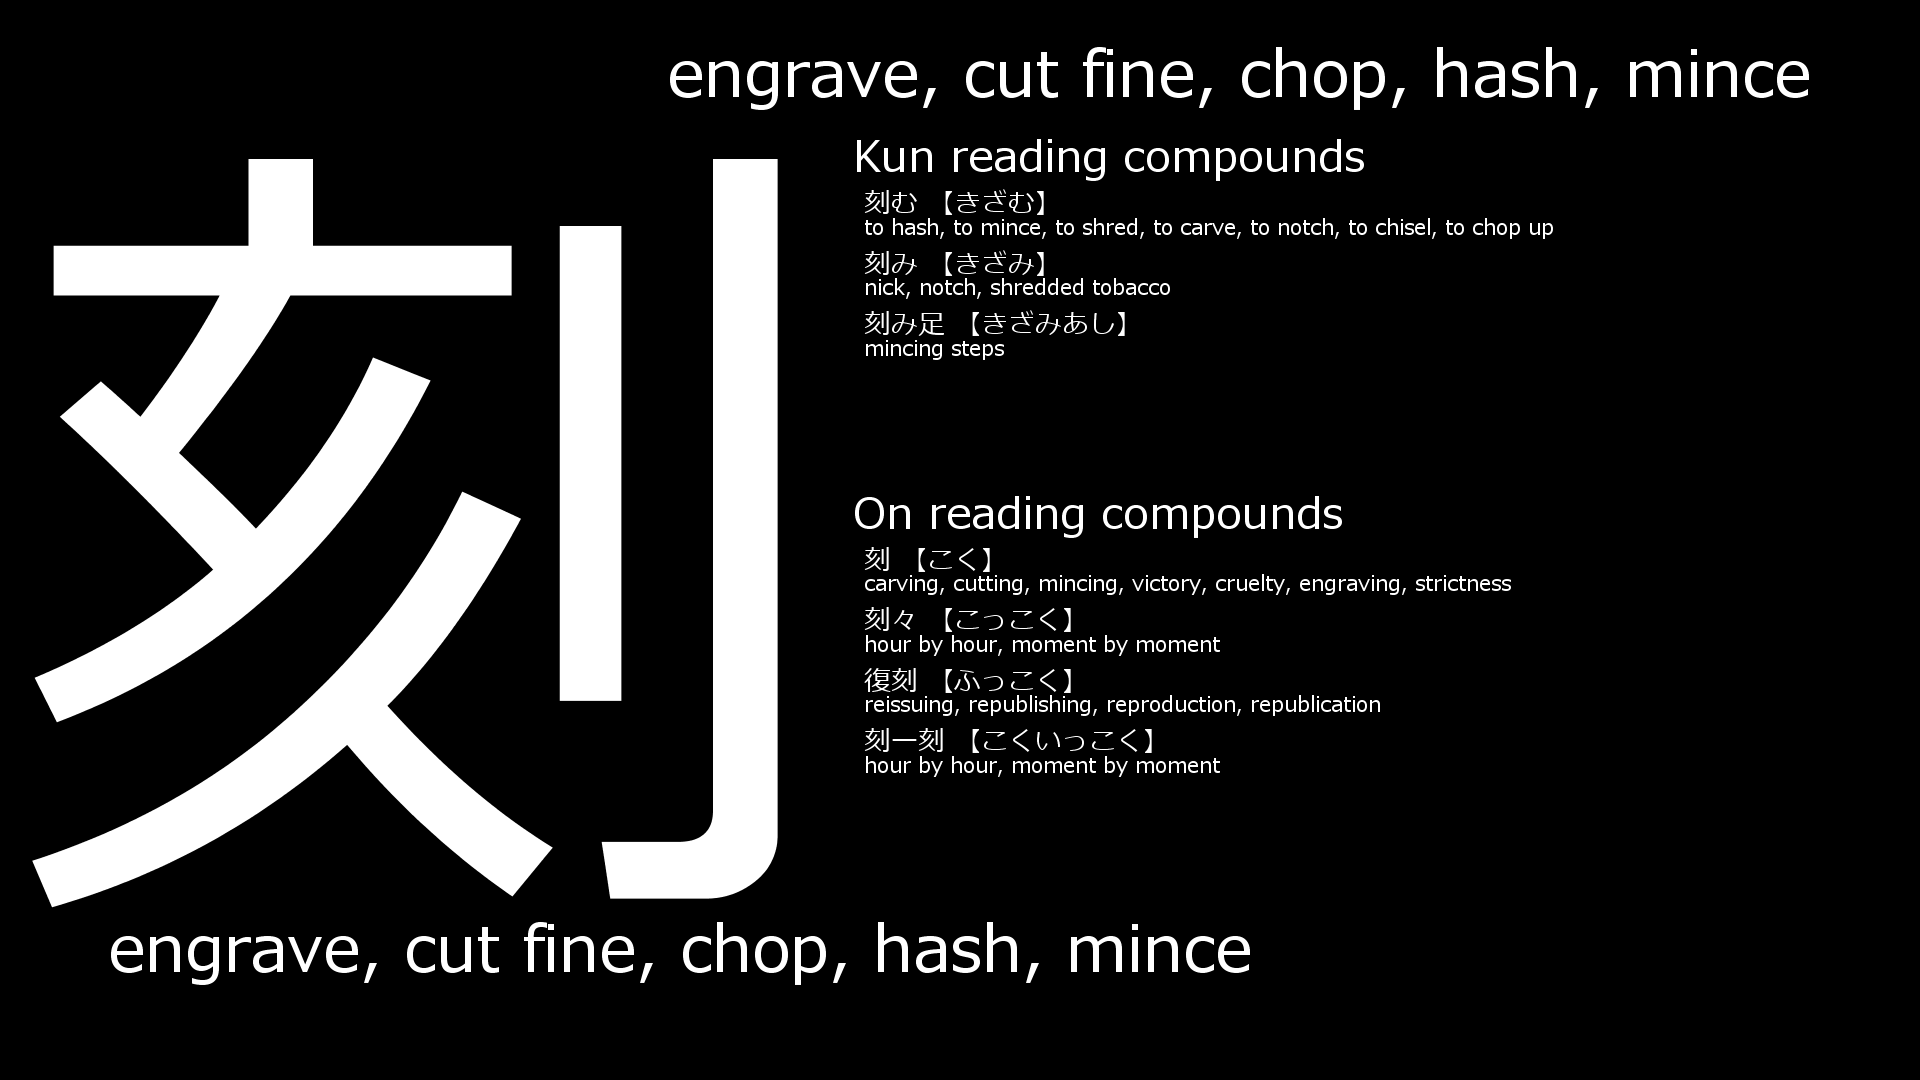 engrave, cut fine, chop, hash, mince
刻
Kun reading compounds
刻む 【きざむ】
to hash, to mince, to shred, to carve, to notch, to chisel, to chop up
刻み 【きざみ】
nick, notch, shredded tobacco
刻み足 【きざみあし】
mincing steps
On reading compounds
刻 【こく】
carving, cutting, mincing, victory, cruelty, engraving, strictness
刻々 【こっこく】
hour by hour, moment by moment
復刻 【ふっこく】
reissuing, republishing, reproduction, republication
刻一刻 【こくいっこく】
hour by hour, moment by moment
engrave, cut fine, chop, hash, mince